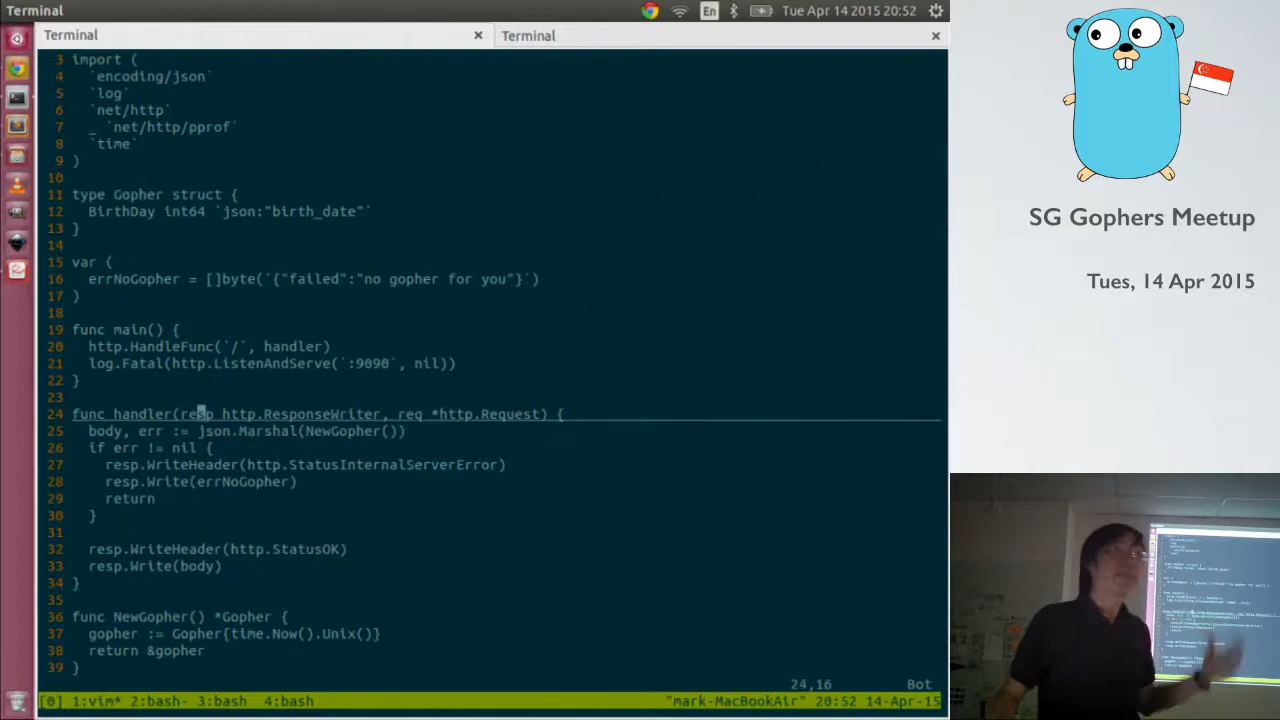 Terminal
En
Tue Apr 14 2015 20:52
Terminal
Terminal
3 import (
4 `encoding/json`
5 `log`
6 `net/http`
7 _ `net/http/pprof`
8 `time`
9 )
10
11 type Gopher struct {
12 BirthDay int64 `json:"birth_date"`
13 }
14
15 var (
16 errNoGopher = []byte(`{"failed":"no gopher for you"}`)
17 )
18
19 func main() {
20 http.HandleFunc(`/`, handler)
21 log.Fatal(http.ListenAndServe(`:9090`, nil))
22 }
23
24 func handler(resp http.ResponseWriter, req *http.Request) {
25 body, err := json.Marshal(NewGopher())
26 if err != nil {
27 resp.WriteHeader(http.StatusInternalServerError)
28 resp.Write(errNoGopher)
29 return
30 }
31
32 resp.WriteHeader(http.StatusOK)
33 resp.Write(body)
34 }
35
36 func NewGopher() *Gopher {
37 gopher := Gopher{time.Now().Unix()}
38 return &gopher
39 }
24,16 Bot
[0] 1:vim* 2:bash- 3:bash 4:bash "mark-MacBookAir" 20:52 14-Apr-15
SG Gophers Meetup
Tues, 14 Apr 2015